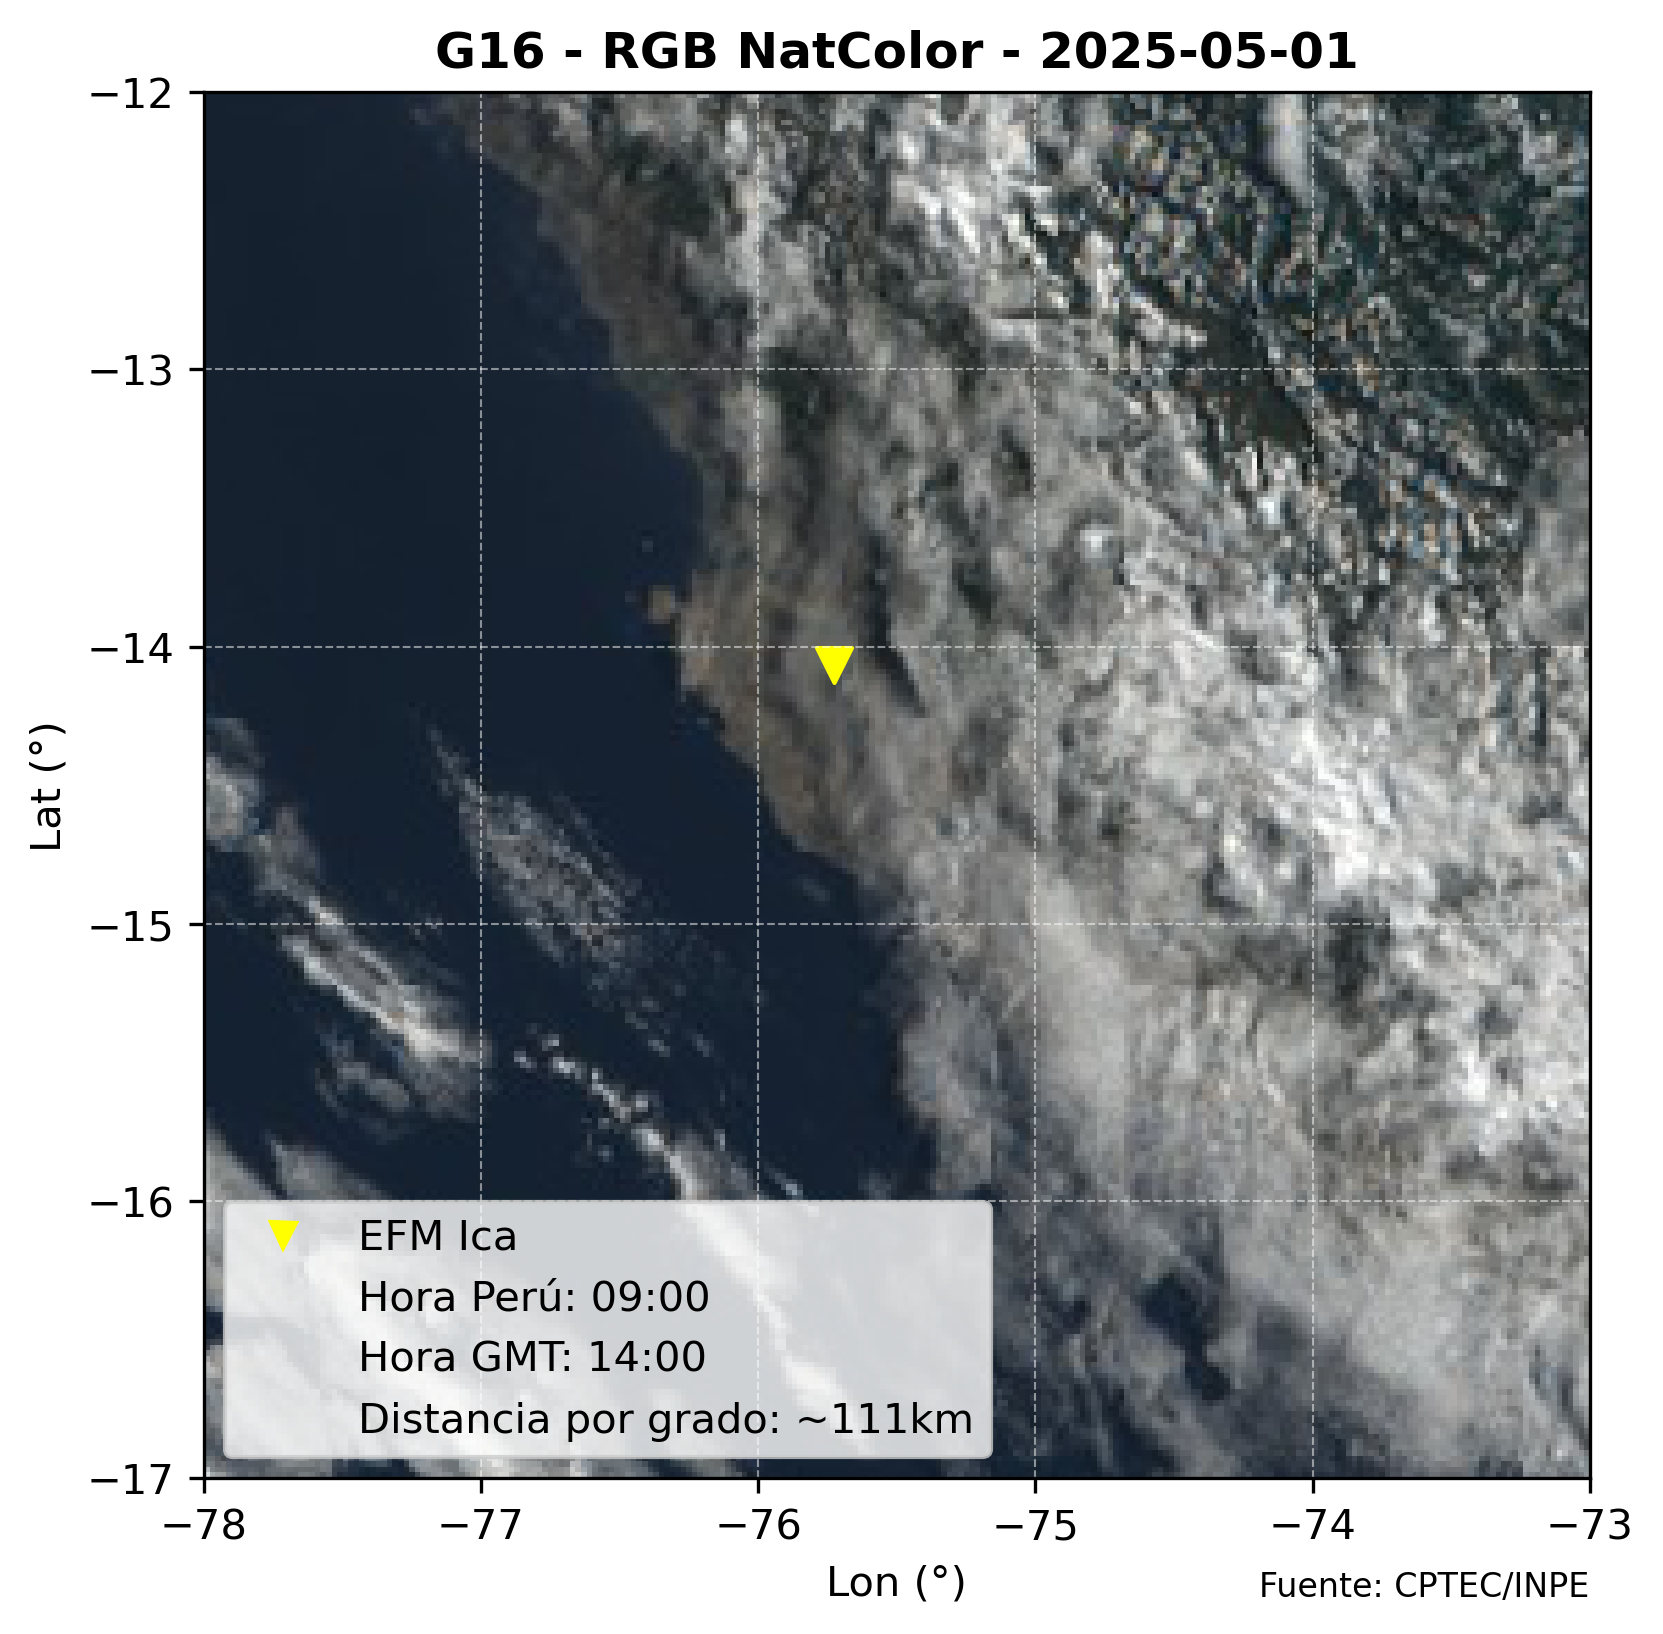 G16 - RGB NatColor - 2025-05-01
−12
−13
−14
−15
−16
−17
Lat (°)
EFM Ica
Hora Perú: 09:00
Hora GMT: 14:00
Distancia por grado: ~111km
−78 −77 −76 −75 −74 −73
Lon (°)
Fuente: CPTEC/INPE